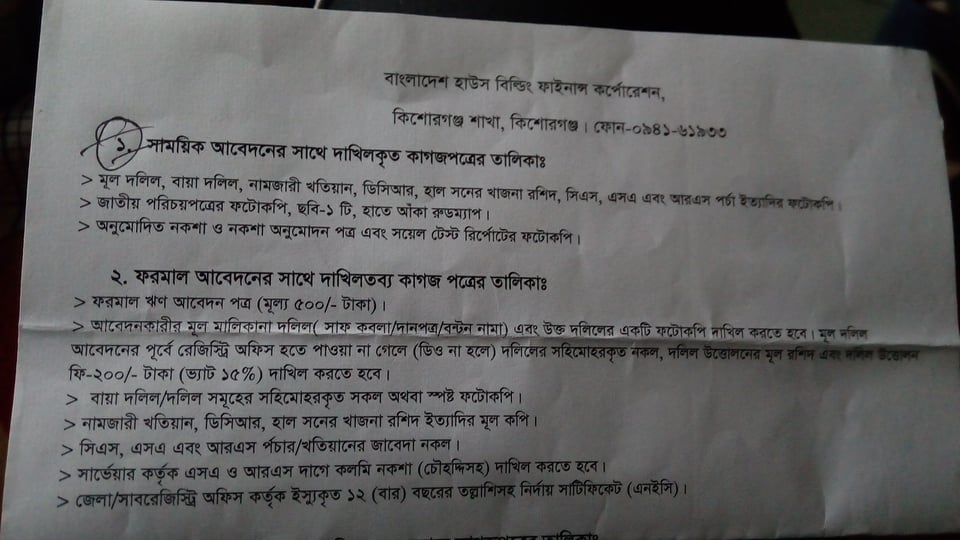 বাংলাদেশ হাউস বিল্ডিং ফাইনান্স কর্পোরেশন,
কিশোরগঞ্জ শাখা, কিশোরগঞ্জ। ফোন-০৯৪১-৬১৯৩৩
১. সাময়িক আবেদনের সাথে দাখিলকৃত কাগজপত্রের তালিকাঃ
> মূল দলিল, বায়া দলিল, নামজারী খতিয়ান, ডিসিআর, হাল সনের খাজনা রশিদ, সিএস, এসএ এবং আরএস পর্চা ইত্যাদির ফটোকপি।
> জাতীয় পরিচয়পত্রের ফটোকপি, ছবি-১ টি, হাতে আঁকা রুডম্যাপ।
> অনুমোদিত নকশা ও নকশা অনুমোদন পত্র এবং সয়েল টেস্ট রির্পোটের ফটোকপি।
২. ফরমাল আবেদনের সাথে দাখিলতব্য কাগজ পত্রের তালিকাঃ
> ফরমাল ঋণ আবেদন পত্র (মূল্য ৫০০/- টাকা)।
> আবেদনকারীর মূল মালিকানা দলিল( সাফ কবলা/দানপত্র/বন্টন নামা) এবং উক্ত দলিলের একটি ফটোকপি দাখিল করতে হবে। মূল দলিল
আবেদনের পূর্বে রেজিস্ট্রি অফিস হতে পাওয়া না গেলে (ডিও না হলে) দলিলের সহিমোহরকৃত নকল, দলিল উত্তোলনের মূল রশিদ এবং দলিল উত্তোলন
ফি-২০০/- টাকা (ভ্যাট ১৫%) দাখিল করতে হবে।
> বায়া দলিল/দলিল সমূহের সহিমোহরকৃত সকল অথবা স্পষ্ট ফটোকপি।
> নামজারী খতিয়ান, ডিসিআর, হাল সনের খাজনা রশিদ ইত্যাদির মূল কপি।
> সিএস, এসএ এবং আরএস র্পচার/খতিয়ানের জাবেদা নকল।
> সার্ভেয়ার কর্তৃক এসএ ও আরএস দাগে কলমি নকশা (চৌহদ্দিসহ) দাখিল করতে হবে।
> জেলা/সাবরেজিস্ট্রি অফিস কর্তৃক ইস্যুকৃত ১২ (বার) বছরের তল্লাশিসহ নির্দায় সার্টিফিকেট (এনইসি)।